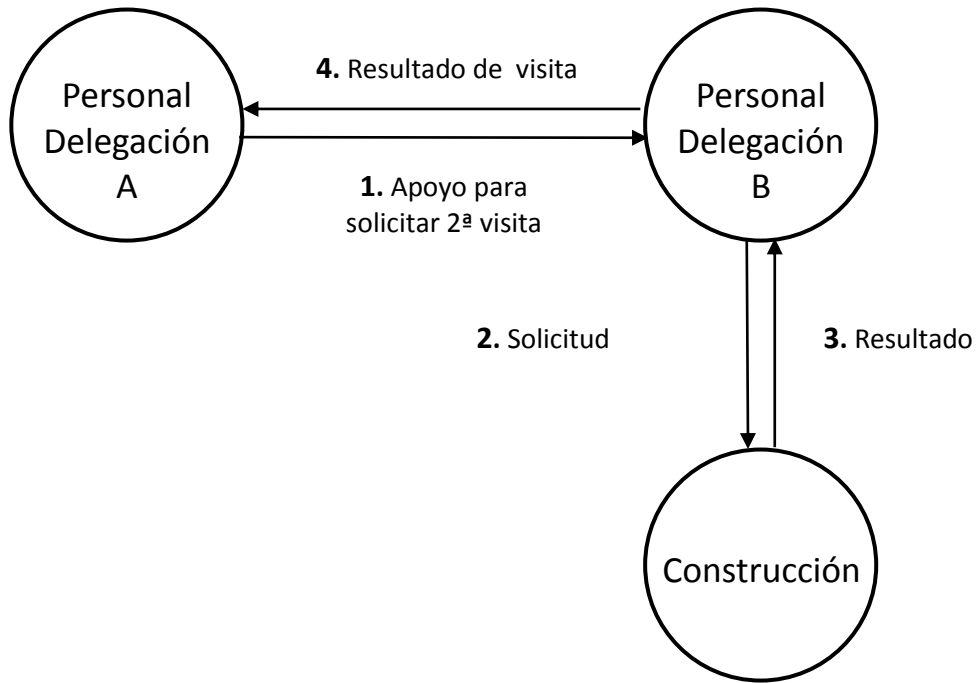 Personal
Delegación
A
4. Resultado de visita
1. Apoyo para
solicitar 2ª visita
Personal
Delegación
B
2. Solicitud
3. Resultado
Construcción